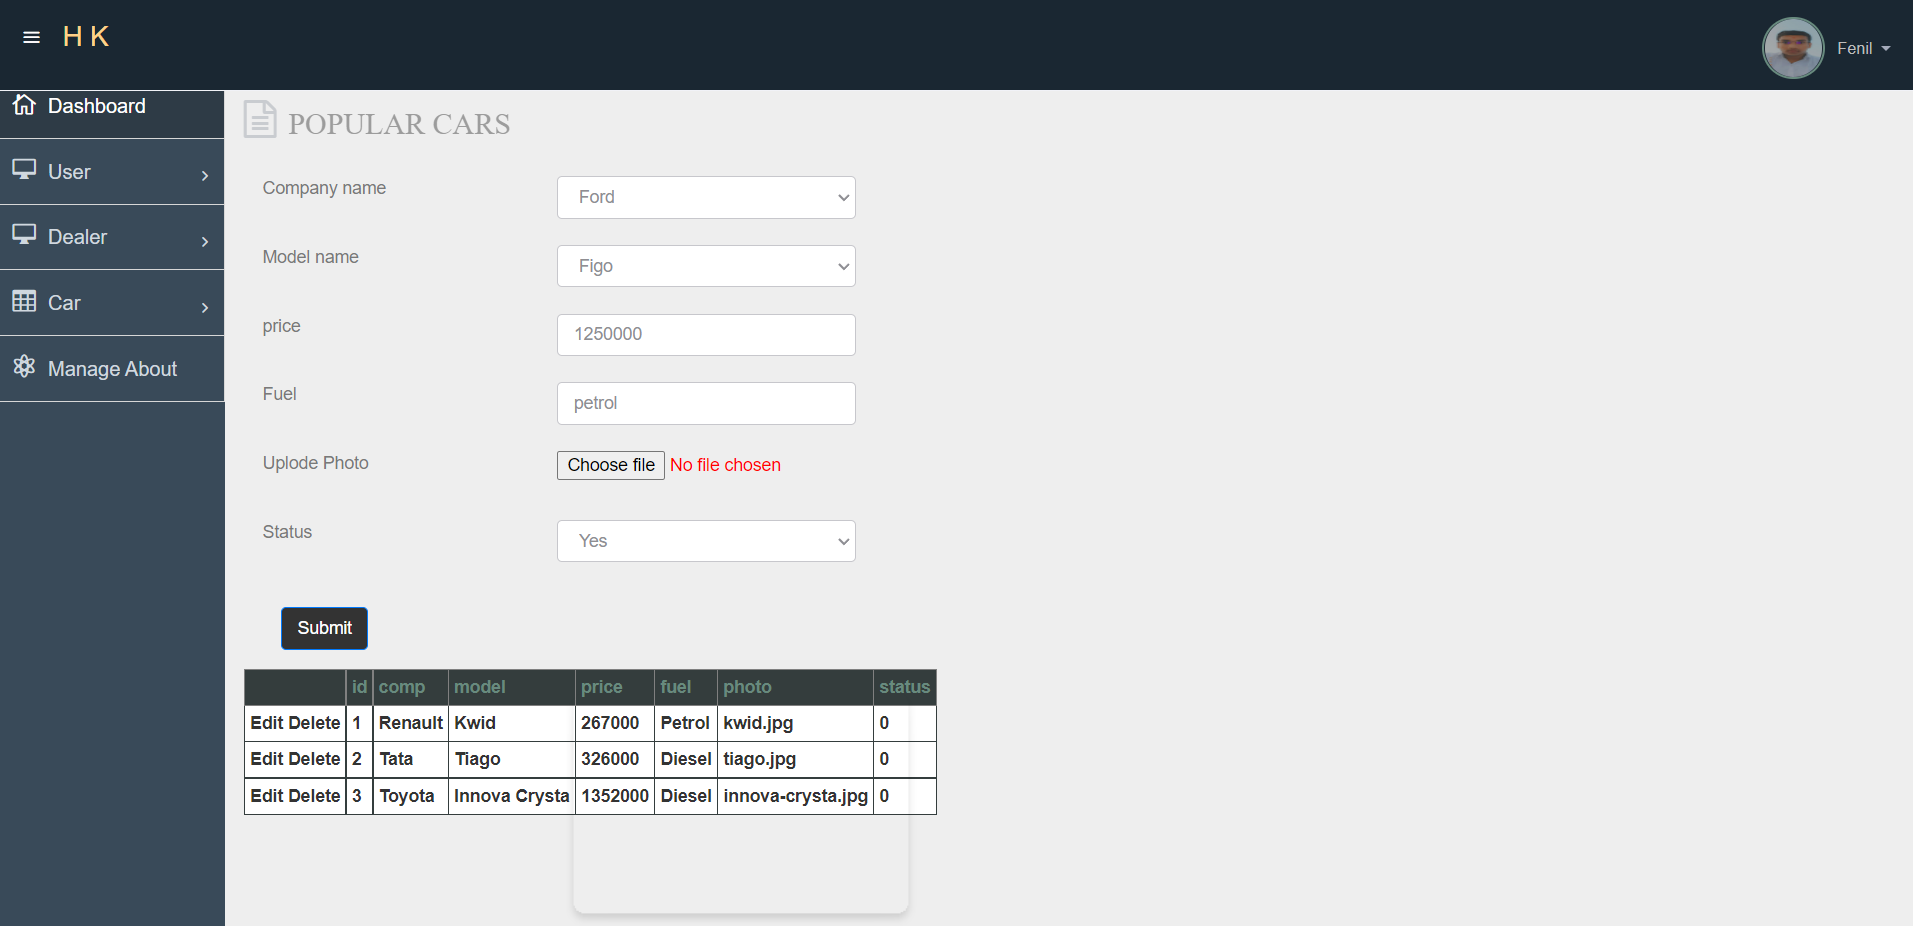 H K
Fenil
Dashboard
User
Dealer
Car
Manage About
POPULAR CARS
Company name Ford
Model name Figo
price 1250000
Fuel petrol
Uplode Photo Choose file No file chosen
Status Yes
Submit
id comp model price fuel photo status
Edit Delete 1 Renault Kwid 267000 Petrol kwid.jpg 0
Edit Delete 2 Tata Tiago 326000 Diesel tiago.jpg 0
Edit Delete 3 Toyota Innova Crysta 1352000 Diesel innova-crysta.jpg 0